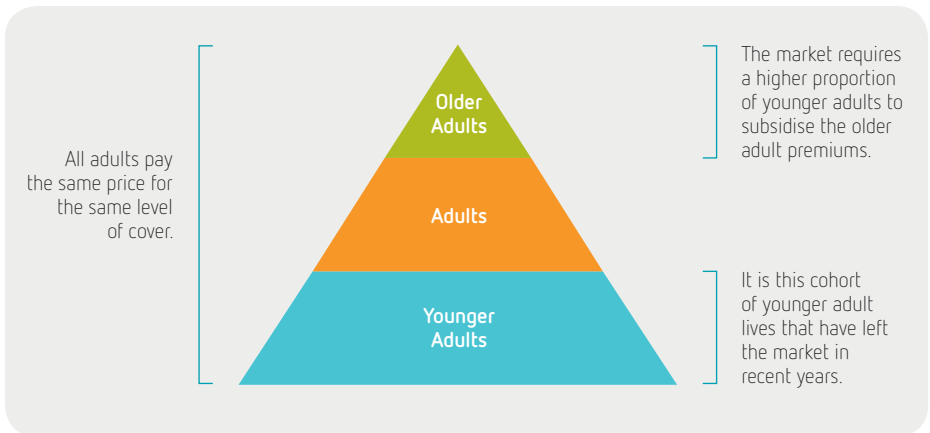 All adults pay
the same price for
the same level
of cover.
Older
Adults
Adults
Younger
Adults
The market requires
a higher proportion
of younger adults to
subsidise the older
adult premiums.
It is this cohort
of younger adult
lives that have left
the market in
recent years.